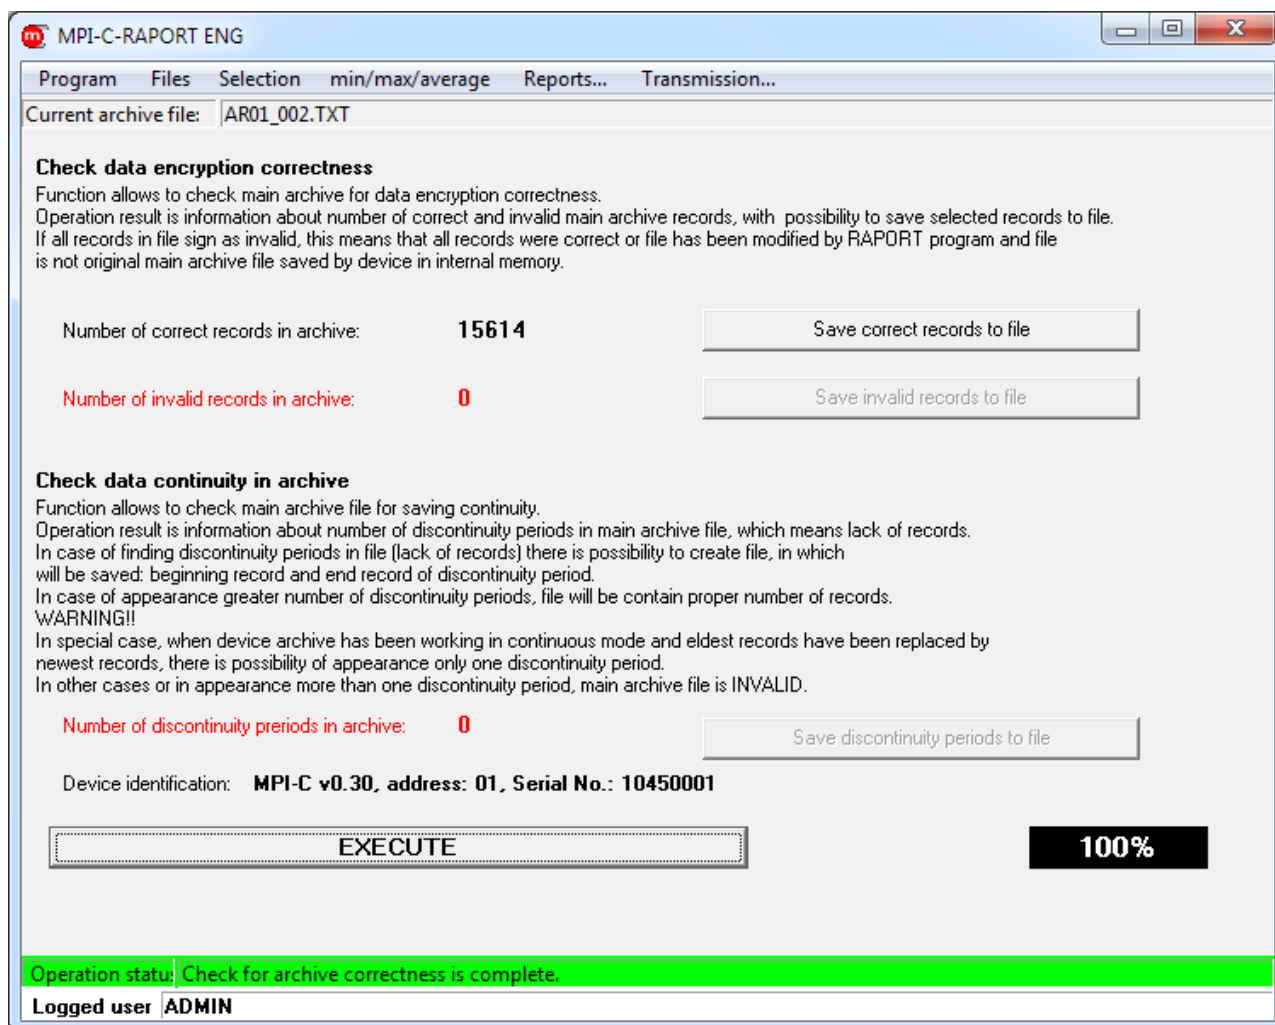 MPI-C-RAPORT ENG
Program Files Selection min/max/average Reports... Transmission...
Current archive file: AR01_002.TXT
Check data encryption correctness
Function allows to check main archive for data encryption correctness.
Operation result is information about number of correct and invalid main archive records, with possibility to save selected records to file.
If all records in file sign as invalid, this means that all records were correct or file has been modified by RAPORT program and file
is not original main archive file saved by device in internal memory.
Number of correct records in archive: 15614 Save correct records to file
Number of invalid records in archive: 0 Save invalid records to file
Check data continuity in archive
Function allows to check main archive file for saving continuity.
Operation result is information about number of discontinuity periods in main archive file, which means lack of records.
In case of finding discontinuity periods in file (lack of records) there is possibility to create file, in which
will be saved: beginning record and end record of discontinuity period.
In case of appearance greater number of discontinuity periods, file will be contain proper number of records.
WARNING!!
In special case, when device archive has been working in continuous mode and eldest records have been replaced by
newest records, there is possibility of appearance only one discontinuity period.
In other cases or in appearance more than one discontinuity period, main archive file is INVALID.
Number of discontinuity preriods in archive: 0 Save discontinuity periods to file
Device identification: MPI-C v0.30, address: 01, Serial No.: 10450001
EXECUTE 100%
Operation status Check for archive correctness is complete.
Logged user ADMIN